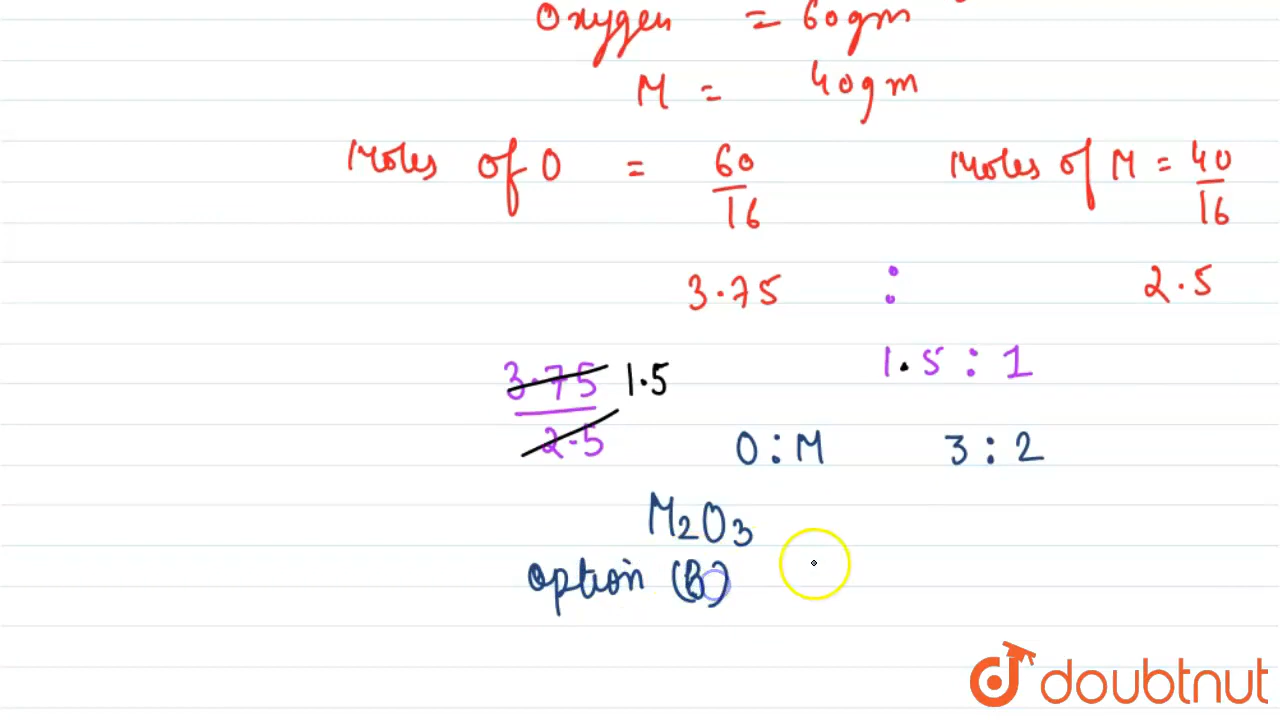 Oxygen = 60gm
M = 40gm
Moles of O = 60/16 Moles of M = 40/16
3.75 : 2.5
3.75/2.5 1.5 1.5 : 1
O : M 3 : 2
M₂O₃
option (B)
doubtnut